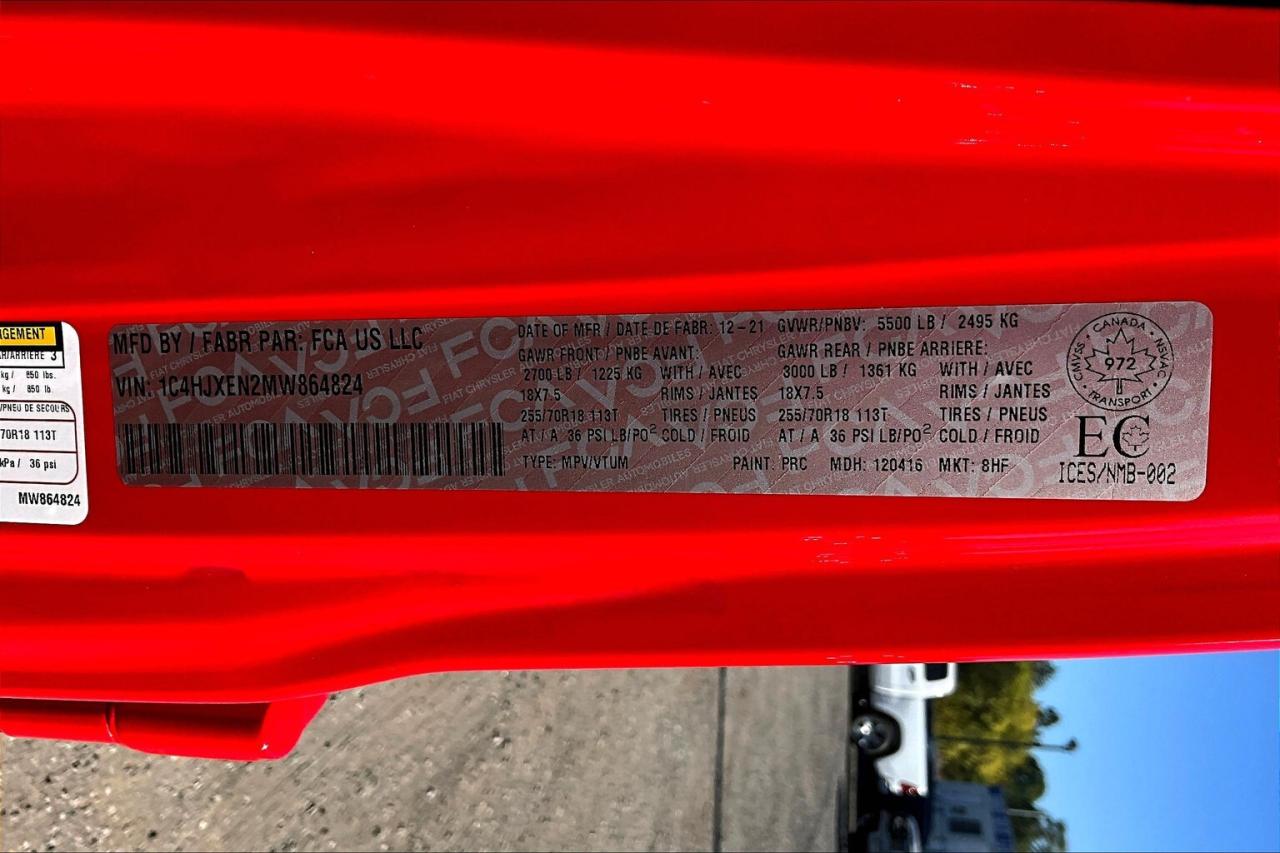 NGEMENT
R/ARRIÈRE 3
kg / 850 lbs.
kg / 850 lb.
/PNEU DE SECOURS
70R18 113T
kPa / 36 psi
MW864824
MFD BY / FABR PAR: FCA US LLC
VIN: 1C4HJXEN2MW864824
DATE OF MFR / DATE DE FABR: 12-21 GVWR/PNBV: 5500 LB / 2495 KG
GAWR FRONT / PNBE AVANT: GAWR REAR / PNBE ARRIERE:
2700 LB / 1225 KG WITH / AVEC 3000 LB / 1361 KG WITH / AVEC
18X7.5 RIMS / JANTES 18X7.5 RIMS / JANTES
255/70R18 113T TIRES / PNEUS 255/70R18 113T TIRES / PNEUS
AT / A 36 PSI LB/PO² COLD / FROID AT / A 36 PSI LB/PO² COLD / FROID
TYPE: MPV/VTUM PAINT: PRC MDH: 120416 MKT: 8HF
CANADA
NSVAC
TRANSPORT
SNVAC
972
EC
ICES/NMB-002